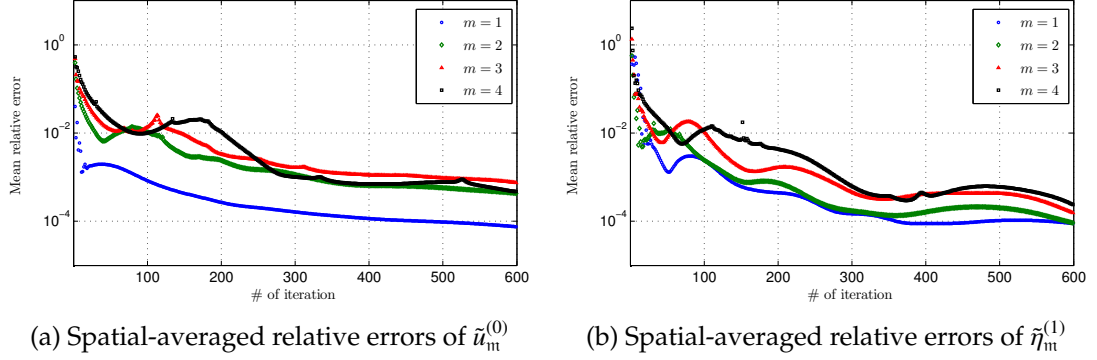 10^0
10^{-2}
10^{-4}
Mean relative error
100 200 300 400 500 600
# of iteration
m = 1
m = 2
m = 3
m = 4
(a) Spatial-averaged relative errors of ũ_m^{(0)}
10^0
10^{-2}
10^{-4}
Mean relative error
100 200 300 400 500 600
# of iteration
m = 1
m = 2
m = 3
m = 4
(b) Spatial-averaged relative errors of η̃_m^{(1)}